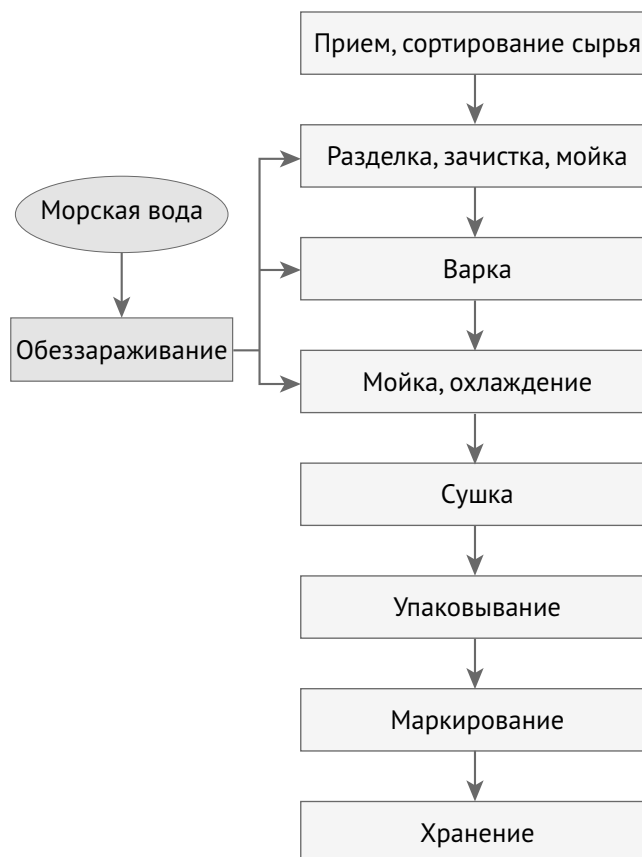 Прием, сортирование сырья
Разделка, зачистка, мойка
Морская вода
Варка
Обеззараживание
Мойка, охлаждение
Сушка
Упаковывание
Маркирование
Хранение